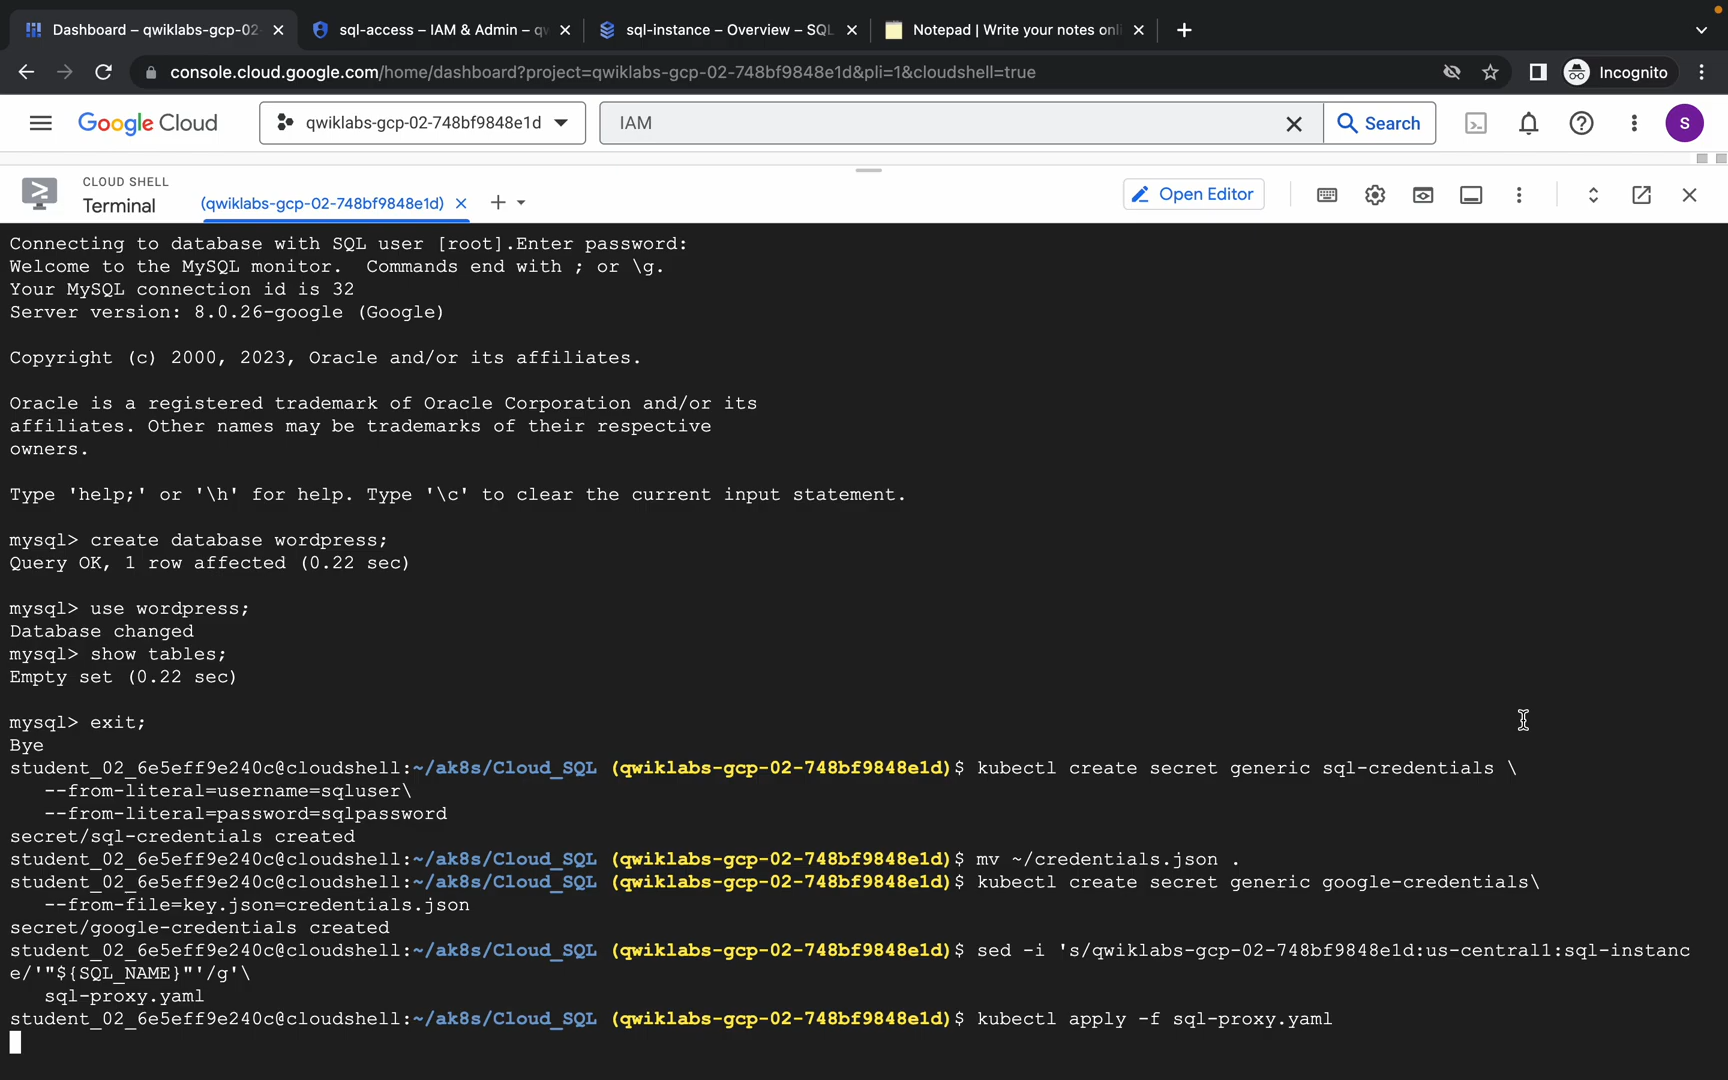 Dashboard – qwiklabs-gcp-02
sql-access – IAM & Admin – qw
sql-instance – Overview – SQL
Notepad | Write your notes onli
console.cloud.google.com/home/dashboard?project=qwiklabs-gcp-02-748bf9848e1d&pli=1&cloudshell=true
Incognito
Google Cloud
qwiklabs-gcp-02-748bf9848e1d
IAM
Search
S
CLOUD SHELL
Terminal
(qwiklabs-gcp-02-748bf9848e1d)
Open Editor
Connecting to database with SQL user [root].Enter password:
Welcome to the MySQL monitor.  Commands end with ; or \g.
Your MySQL connection id is 32
Server version: 8.0.26-google (Google)
Copyright (c) 2000, 2023, Oracle and/or its affiliates.
Oracle is a registered trademark of Oracle Corporation and/or its
affiliates. Other names may be trademarks of their respective
owners.
Type 'help;' or '\h' for help. Type '\c' to clear the current input statement.
mysql> create database wordpress;
Query OK, 1 row affected (0.22 sec)
mysql> use wordpress;
Database changed
mysql> show tables;
Empty set (0.22 sec)
mysql> exit;
Bye
student_02_6e5eff9e240c@cloudshell:~/ak8s/Cloud_SQL (qwiklabs-gcp-02-748bf9848e1d)$ kubectl create secret generic sql-credentials \
   --from-literal=username=sqluser\
   --from-literal=password=sqlpassword
secret/sql-credentials created
student_02_6e5eff9e240c@cloudshell:~/ak8s/Cloud_SQL (qwiklabs-gcp-02-748bf9848e1d)$ mv ~/credentials.json .
student_02_6e5eff9e240c@cloudshell:~/ak8s/Cloud_SQL (qwiklabs-gcp-02-748bf9848e1d)$ kubectl create secret generic google-credentials\
   --from-file=key.json=credentials.json
secret/google-credentials created
student_02_6e5eff9e240c@cloudshell:~/ak8s/Cloud_SQL (qwiklabs-gcp-02-748bf9848e1d)$ sed -i 's/qwiklabs-gcp-02-748bf9848e1d:us-central1:sql-instanc
e/'"${SQL_NAME}"'/g'\
   sql-proxy.yaml
student_02_6e5eff9e240c@cloudshell:~/ak8s/Cloud_SQL (qwiklabs-gcp-02-748bf9848e1d)$ kubectl apply -f sql-proxy.yaml